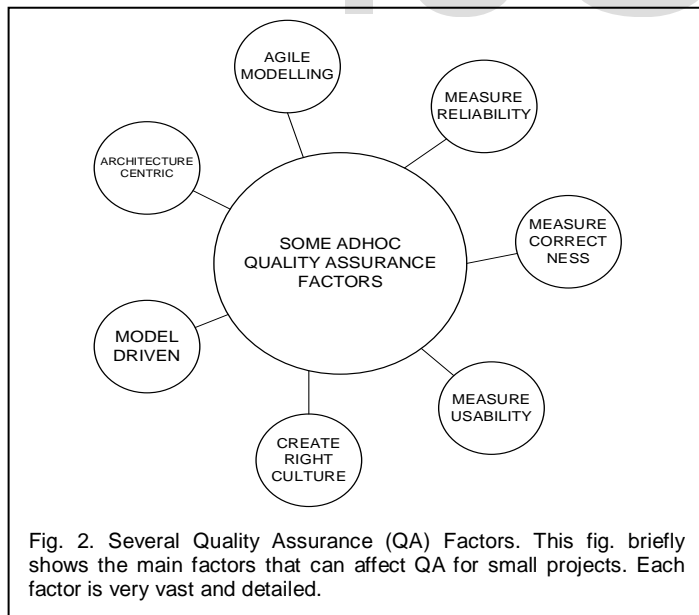 AGILE
MODELLING
MEASURE
RELIABILITY
ARCHITECTURE
CENTRIC
MEASURE
CORRECT
NESS
SOME ADHOC
QUALITY ASSURANCE
FACTORS
MODEL
DRIVEN
MEASURE
USABILITY
CREATE
RIGHT
CULTURE
Fig. 2. Several Quality Assurance (QA) Factors. This fig. briefly
shows the main factors that can affect QA for small projects. Each
factor is very vast and detailed.